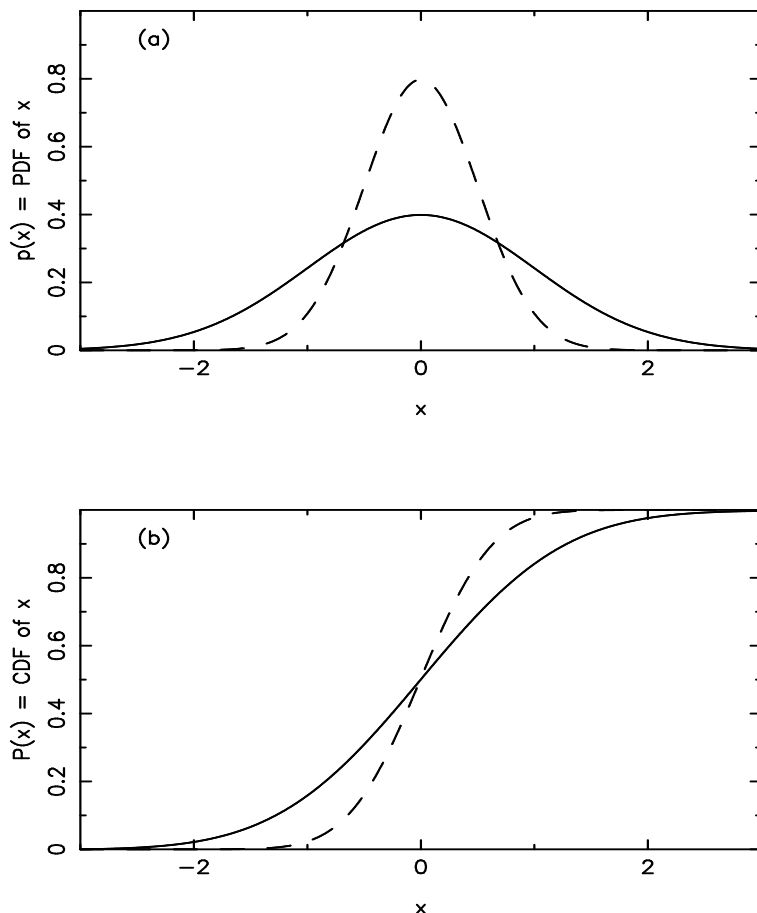 (a)
p(x) = PDF of x
0 0.2 0.4 0.6 0.8
−2 0 2
x
(b)
P(x) = CDF of x
0 0.2 0.4 0.6 0.8
−2 0 2
x